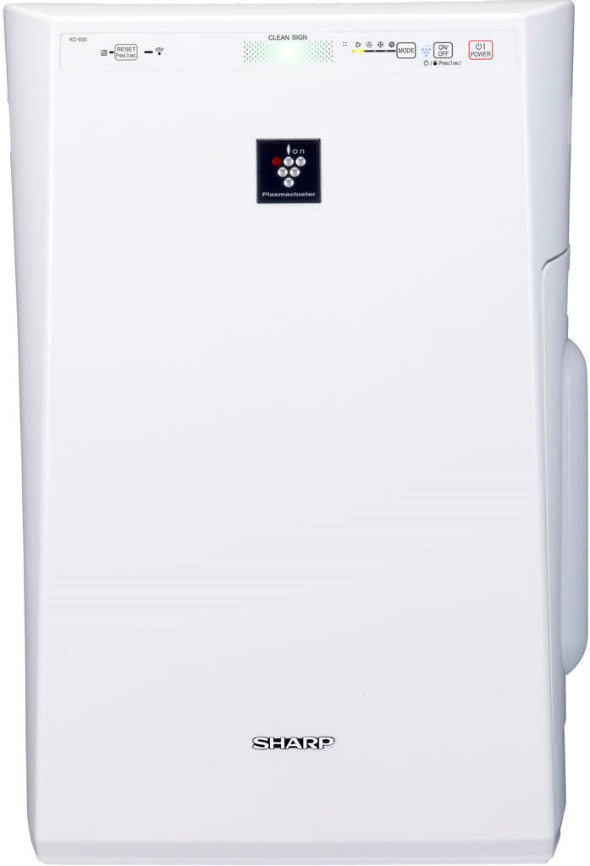 KC-930
RESET
Press 3 sec.
CLEAN SIGN
MODE
ON/
OFF
(Press 3 sec.)
POWER
Ion
Plasmacluster
SHARP